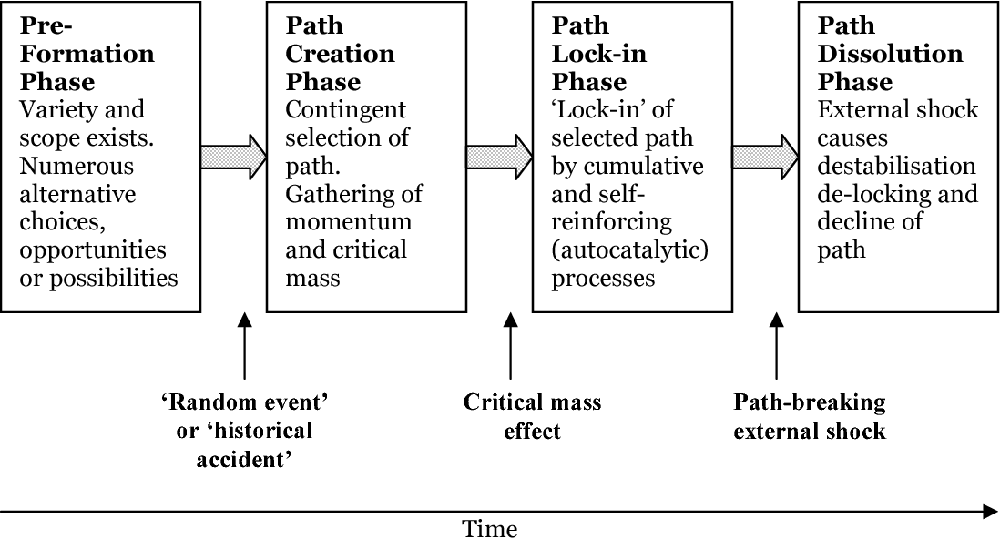 Pre-
Formation
Phase
Variety and
scope exists.
Numerous
alternative
choices,
opportunities
or possibilities
Path
Creation
Phase
Contingent
selection of
path.
Gathering of
momentum
and critical
mass
Path
Lock-in
Phase
‘Lock-in’ of
selected path
by cumulative
and self-
reinforcing
(autocatalytic)
processes
Path
Dissolution
Phase
External shock
causes
destabilisation
de-locking and
decline of
path
‘Random event’
or ‘historical
accident’
Critical mass
effect
Path-breaking
external shock
Time